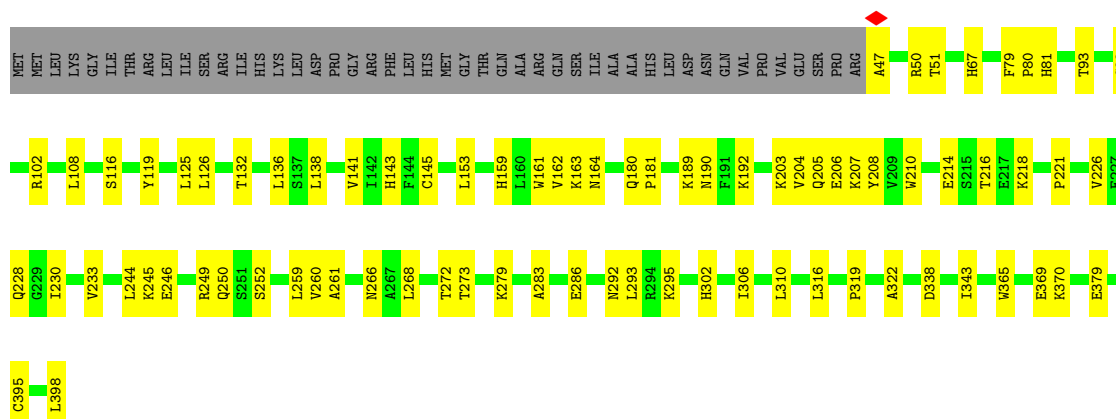 MET MET LEU LYS GLY ILE THR ARG LEU ILE SER ARG ILE HIS LYS LEU ASP PRO GLY ARG PHE LEU HIS MET GLY THR GLN ALA ARG GLN SER ILE ALA ALA HIS LEU ASP ASN GLN VAL PRO VAL GLU SER PRO ARG A47 R50 T51 H67 F79 P80 H81 T93
R102 L108 S116 Y119 L125 L126 T132 L136 S137 L138 V141 I142 H143 F144 C145 L153 H159 L160 W161 V162 K163 N164 Q180 P181 K189 N190 F191 K192 K203 V204 Q205 E206 K207 Y208 V209 W210 E214 S215 T216 E217 K218 P221 V226
Q228 G229 I230 V233 L244 K245 E246 R249 Q250 S251 S252 L259 V260 A261 N266 A267 L268 T272 T273 K279 A283 E286 N292 L293 R294 K295 H302 I306 L310 L316 P319 A322 D338 I343 W365 E369 K370 E379
C395 L398